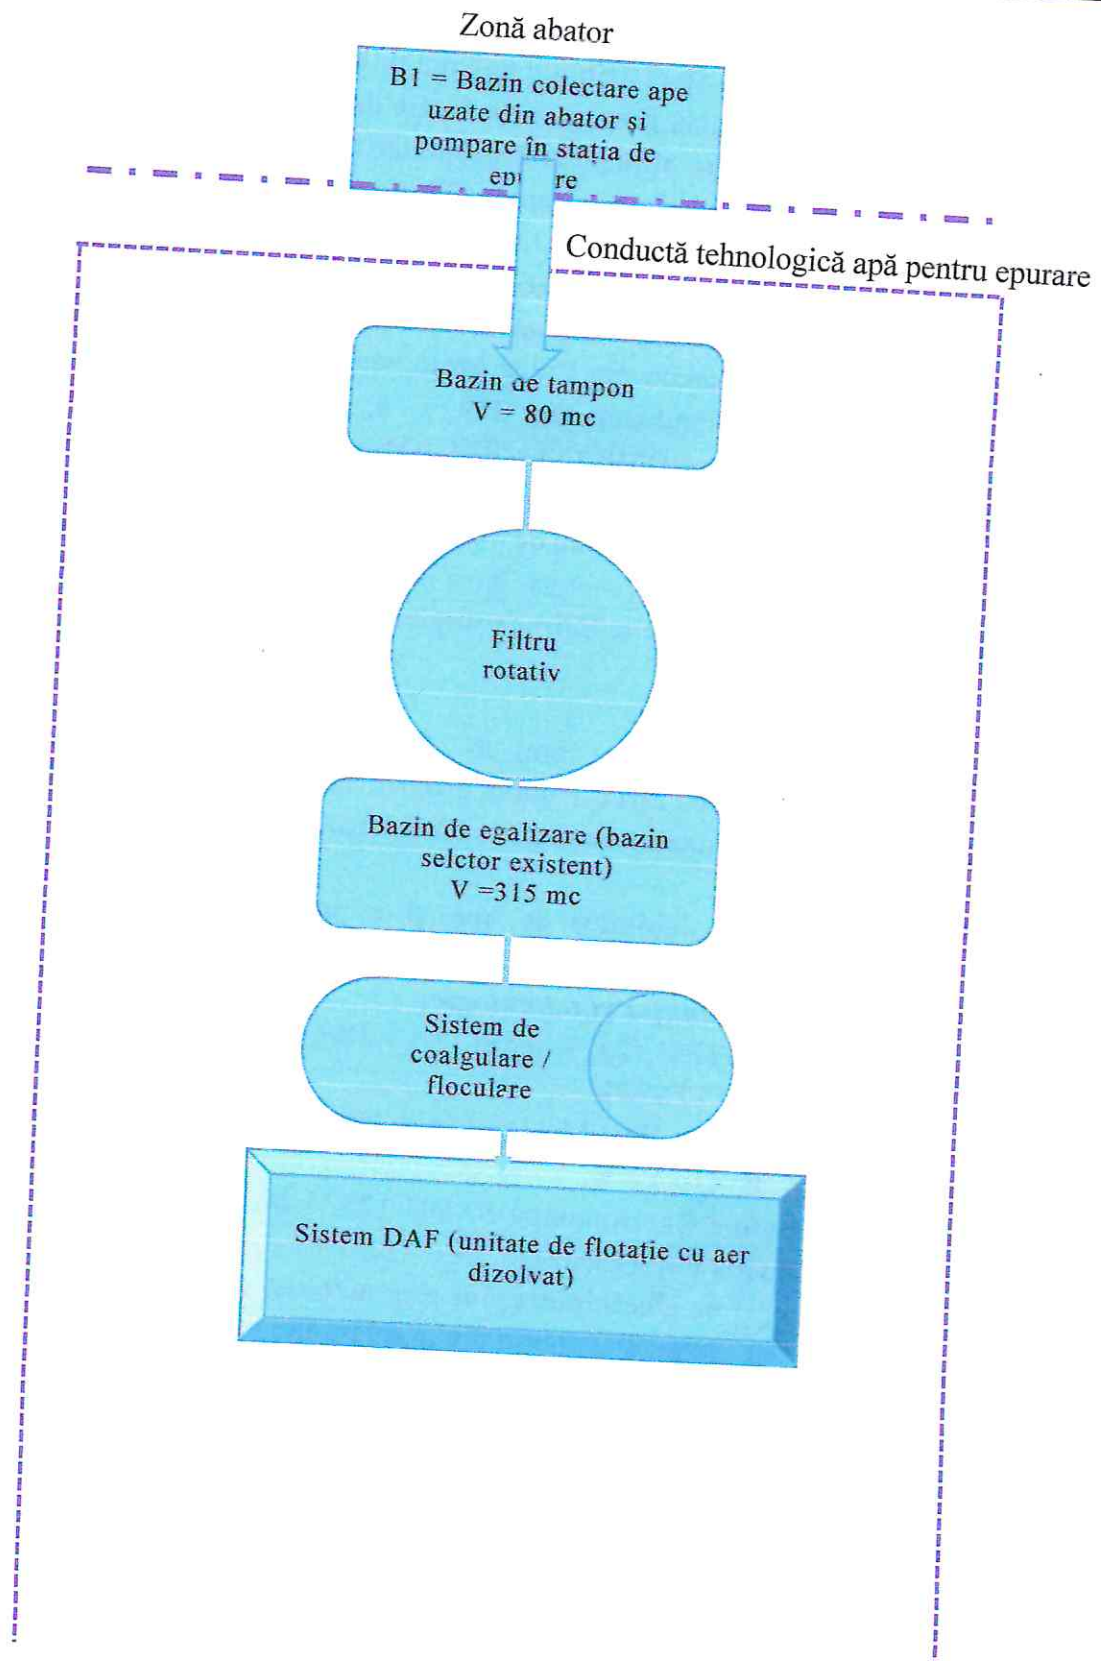 Zonă abator
B1 = Bazin colectare ape
uzate din abator și
pompare în stația de
Conductă tehnologică apă pentru epurare
Bazin de tampon
V = 80 mc
Filtru
rotativ
Bazin de egalizare (bazin
selctor existent)
V =315 mc
Sistem de
coalgulare /
floculare
Sistem DAF (unitate de flotație cu aer
dizolvat)